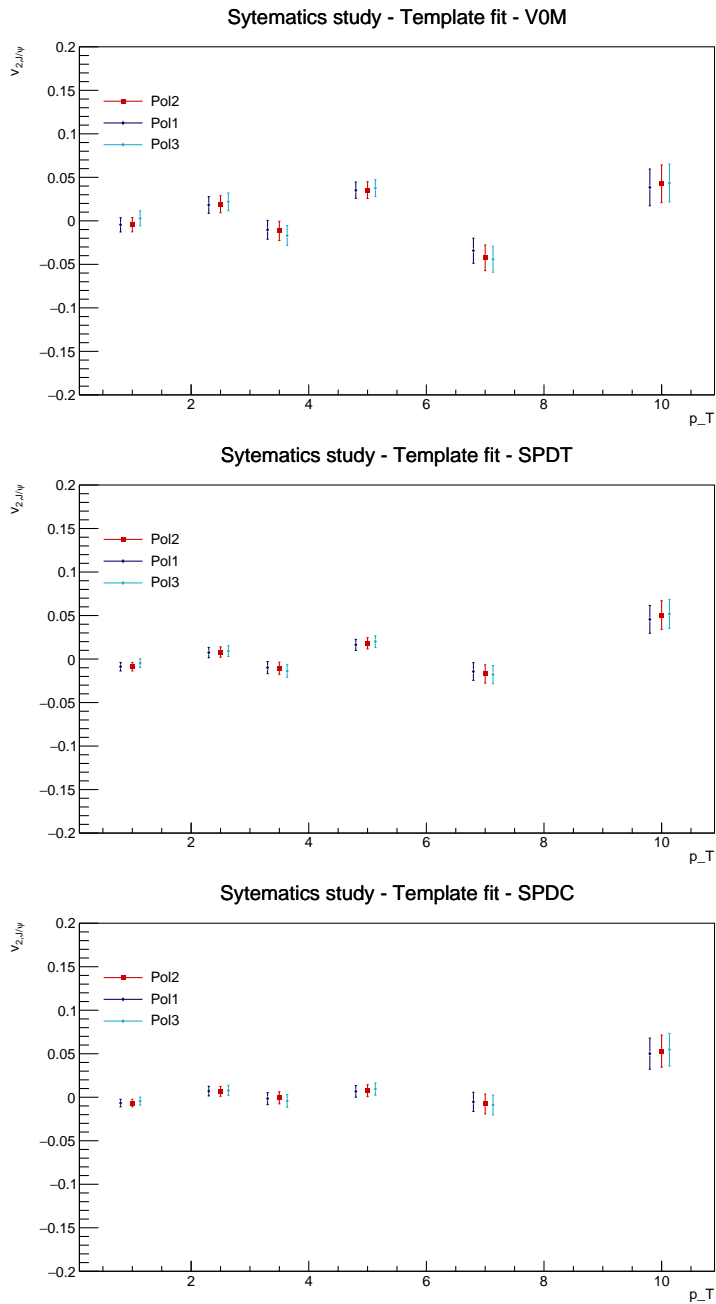 Sytematics study - Template fit - V0M
v2,J/ψ
0.2
0.15
0.1
0.05
0
−0.05
−0.1
−0.15
−0.2
Pol2
Pol1
Pol3
2 4 6 8 10
p_T
Sytematics study - Template fit - SPDT
v2,J/ψ
0.2
0.15
0.1
0.05
0
−0.05
−0.1
−0.15
−0.2
Pol2
Pol1
Pol3
2 4 6 8 10
p_T
Sytematics study - Template fit - SPDC
v2,J/ψ
0.2
0.15
0.1
0.05
0
−0.05
−0.1
−0.15
−0.2
Pol2
Pol1
Pol3
2 4 6 8 10
p_T